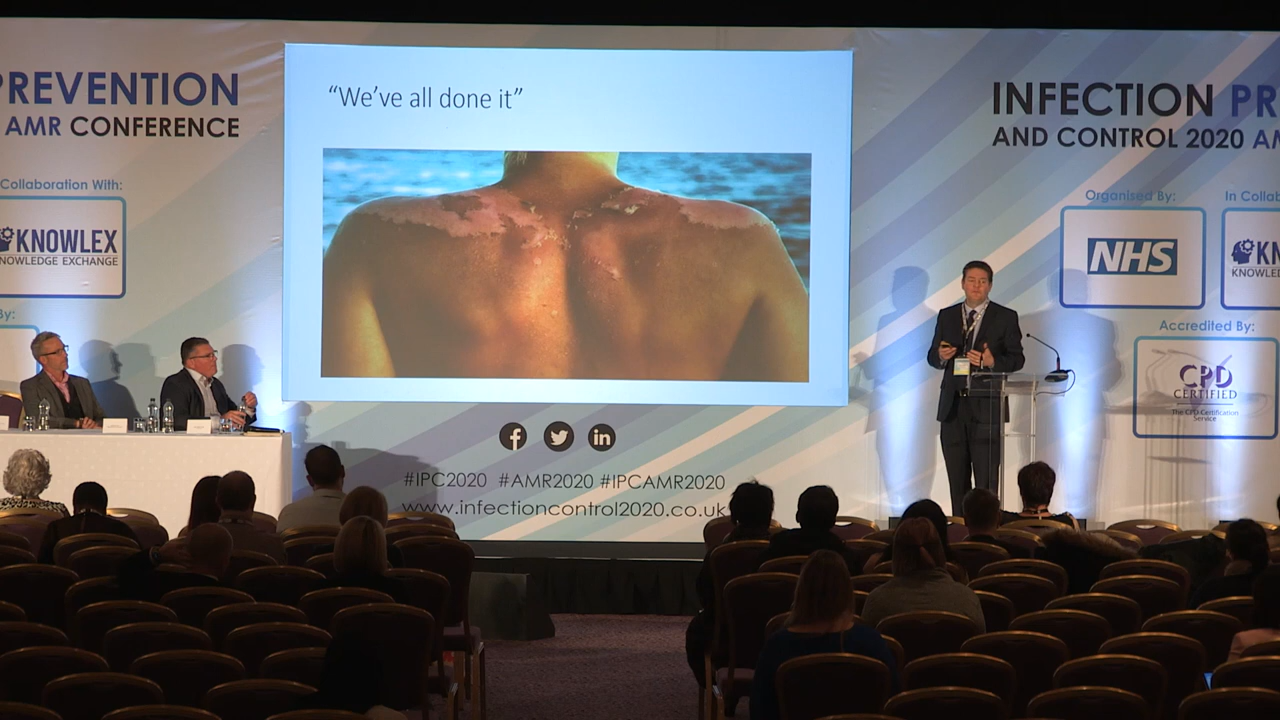 PREVENTION
AMR CONFERENCE
Collaboration With:
KNOWLEX
KNOWLEDGE EXCHANGE
By:
“We’ve all done it”
#IPC2020 #AMR2020 #IPCAMR2020
www.infectioncontrol2020.co.uk
INFECTION PR
AND CONTROL 2020 AM
Organised By:
NHS
In Collab
KN
KNOWLED
Accredited By:
CPD
CERTIFIED
The CPD Certification
Service